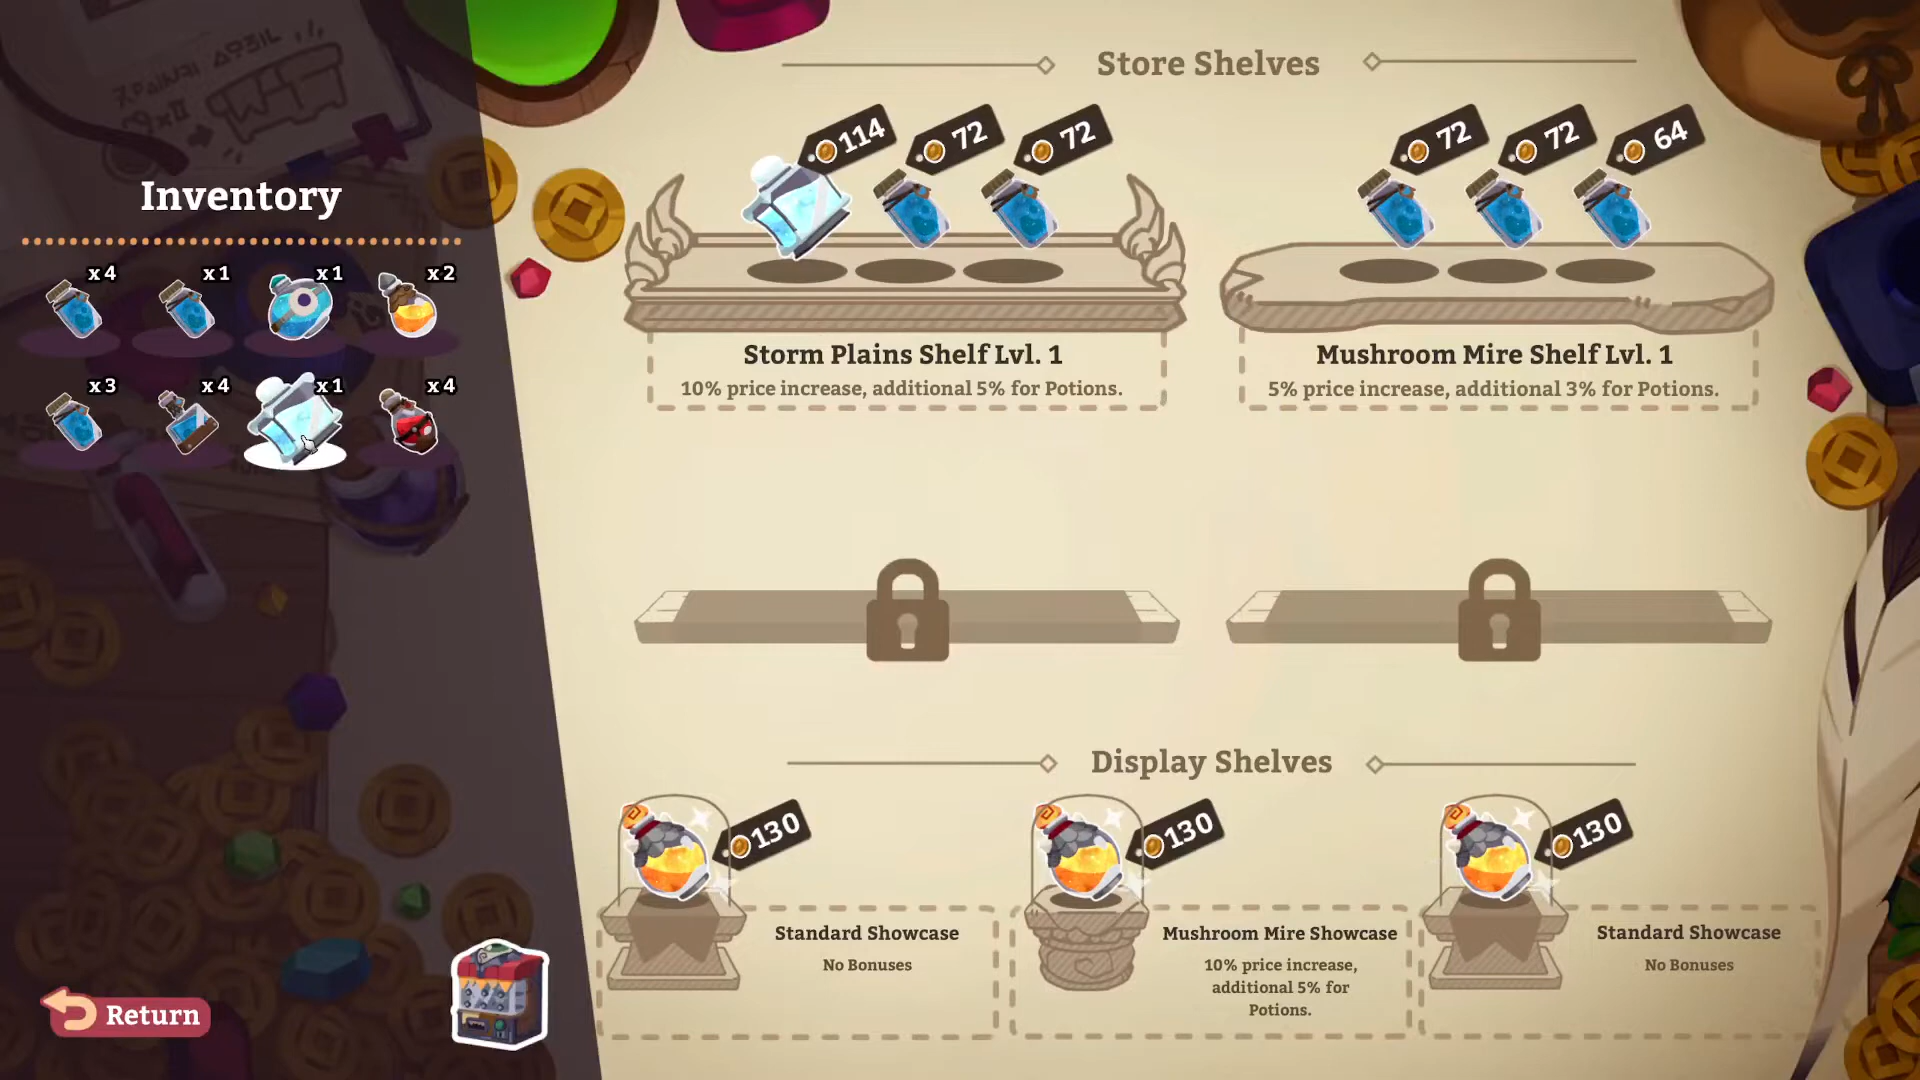 Store Shelves
114
72
72
72
72
64
Inventory
x4
x1
x1
x2
x3
x4
x1
x4
Storm Plains Shelf Lvl. 1
10% price increase, additional 5% for Potions.
Mushroom Mire Shelf Lvl. 1
5% price increase, additional 3% for Potions.
Display Shelves
130
130
130
Standard Showcase
No Bonuses
Mushroom Mire Showcase
10% price increase,
additional 5% for
Potions.
Standard Showcase
No Bonuses
Return